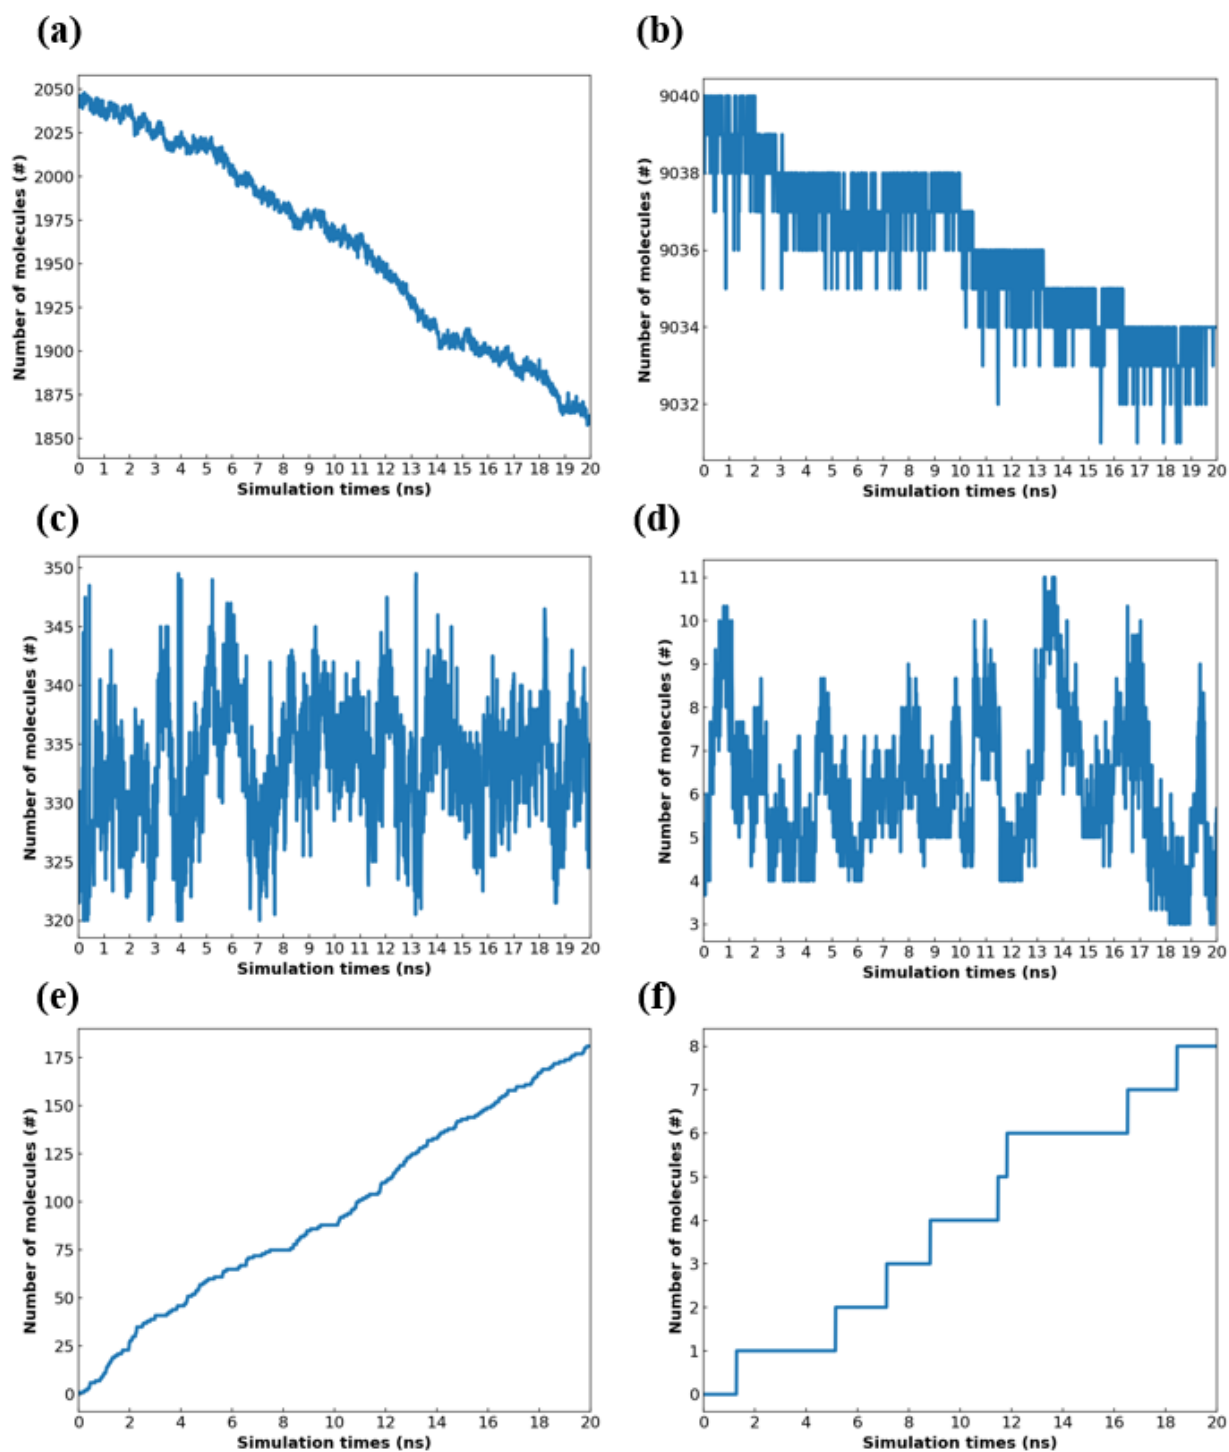 (a)
(b)
Number of molecules (#)
2050
2025
2000
1975
1950
1925
1900
1875
1850
0 1 2 3 4 5 6 7 8 9 10 11 12 13 14 15 16 17 18 19 20
Simulation times (ns)
Number of molecules (#)
9040
9038
9036
9034
9032
0 1 2 3 4 5 6 7 8 9 10 11 12 13 14 15 16 17 18 19 20
Simulation times (ns)
(c)
(d)
Number of molecules (#)
350
345
340
335
330
325
320
0 1 2 3 4 5 6 7 8 9 10 11 12 13 14 15 16 17 18 19 20
Simulation times (ns)
Number of molecules (#)
11
10
9
8
7
6
5
4
3
0 1 2 3 4 5 6 7 8 9 10 11 12 13 14 15 16 17 18 19 20
Simulation times (ns)
(e)
(f)
Number of molecules (#)
175
150
125
100
75
50
25
0
0 2 4 6 8 10 12 14 16 18 20
Simulation times (ns)
Number of molecules (#)
8
7
6
5
4
3
2
1
0
0 2 4 6 8 10 12 14 16 18 20
Simulation times (ns)